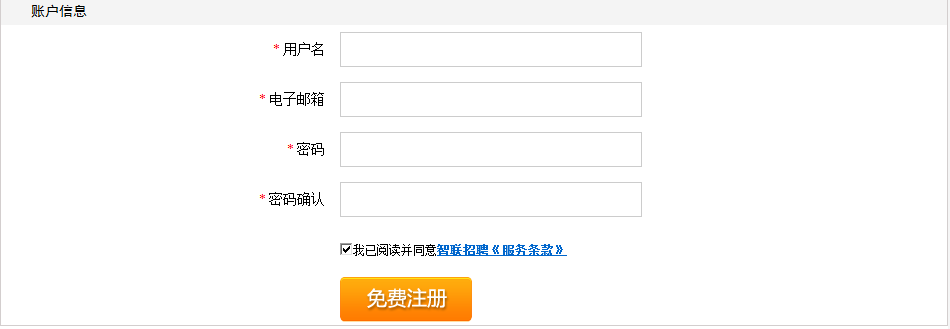 账户信息
* 用户名
* 电子邮箱
* 密码
* 密码确认
我已阅读并同意智联招聘《服务条款》
免费注册